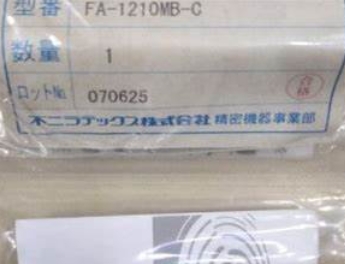 型番 FA-1210MB-C
数量 1
ロット№ 070625
合格
不二ラテックス株式会社 精密機器事業部